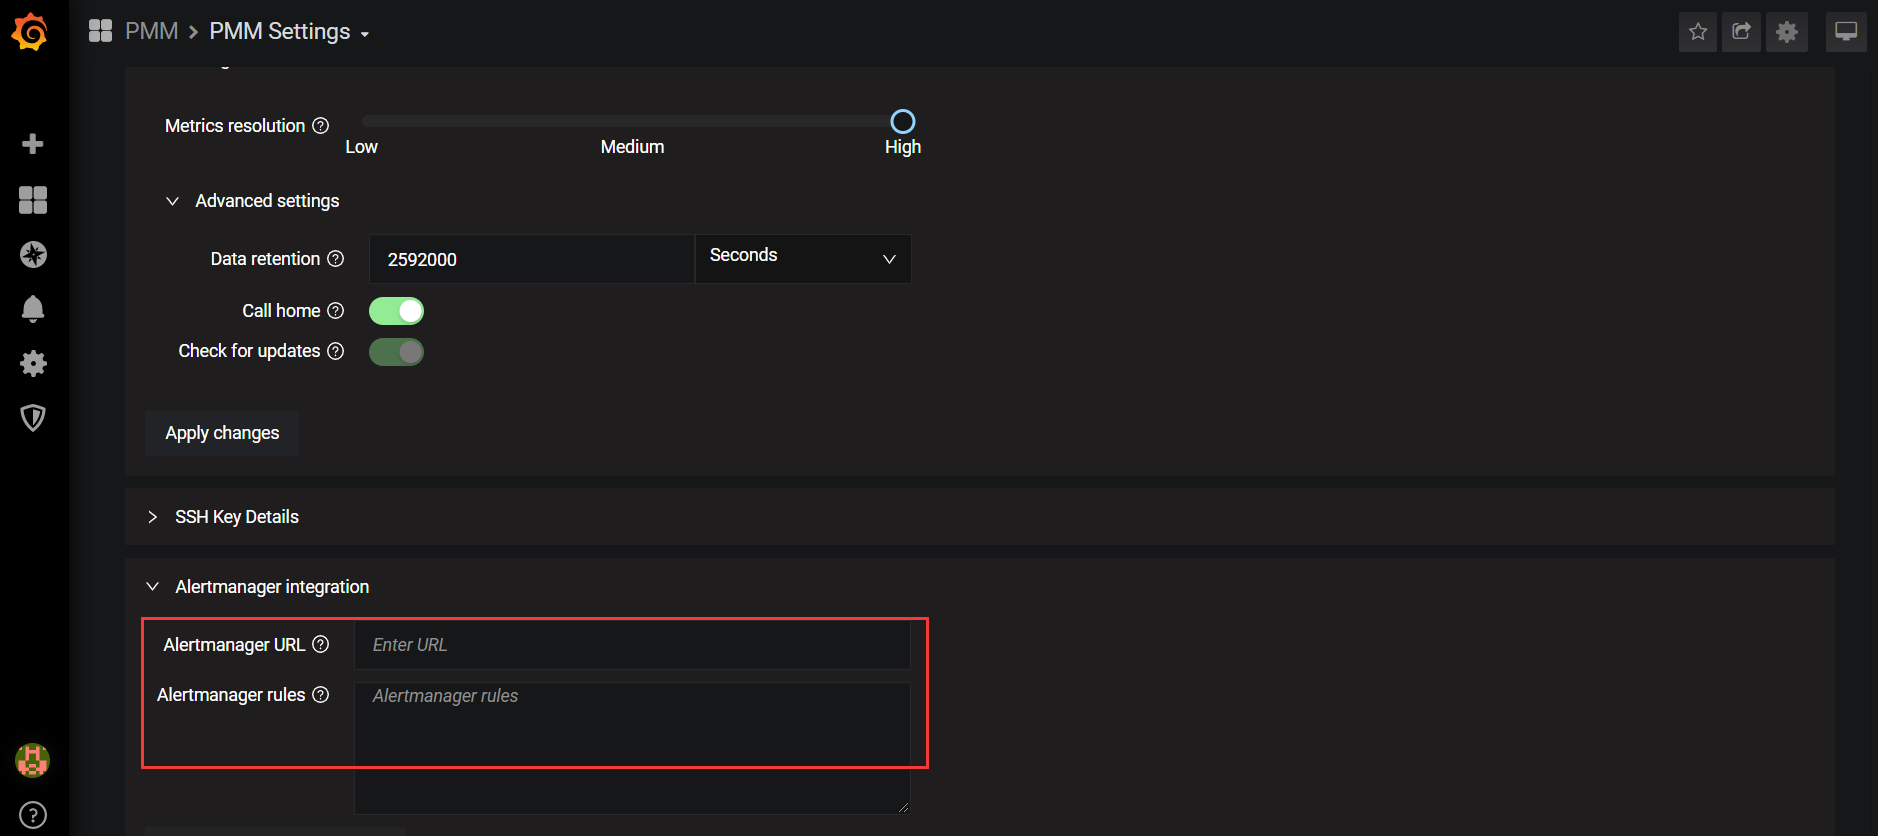 PMM > PMM Settings
Metrics resolution
Low Medium High
Advanced settings
Data retention 2592000 Seconds
Call home
Check for updates
Apply changes
SSH Key Details
Alertmanager integration
Alertmanager URL Enter URL
Alertmanager rules Alertmanager rules